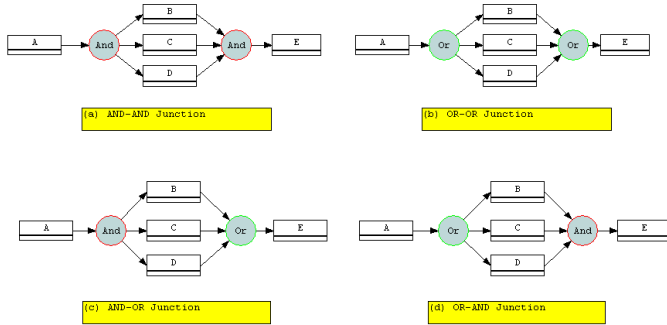 B
B
A And C And E
A Or C Or E
D
D
(a) AND-AND Junction
(b) OR-OR Junction
B
B
A And C Or E
A Or C And E
D
D
(c) AND-OR Junction
(d) OR-AND Junction